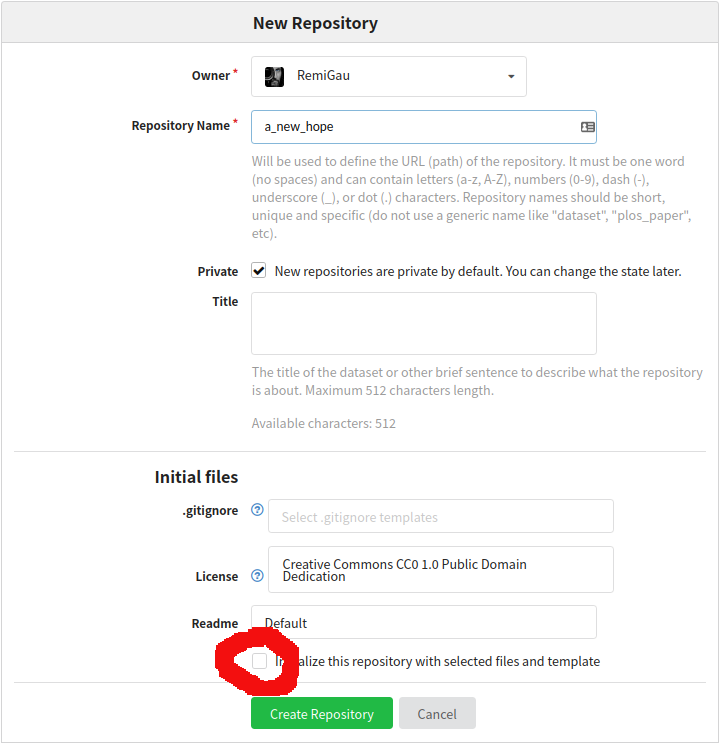 New Repository
Owner *
RemiGau
Repository Name *
a_new_hope
Will be used to define the URL (path) of the repository. It must be one word
(no spaces) and can contain letters (a-z, A-Z), numbers (0-9), dash (-),
underscore (_), or dot (.) characters. Repository names should be short,
unique and specific (do not use a generic name like "dataset", "plos_paper",
etc).
Private
New repositories are private by default. You can change the state later.
Title
The title of the dataset or other brief sentence to describe what the repository
is about. Maximum 512 characters length.
Available characters: 512
Initial files
.gitignore
Select .gitignore templates
License
Creative Commons CC0 1.0 Public Domain
Dedication
Readme
Default
Initialize this repository with selected files and template
Create Repository
Cancel